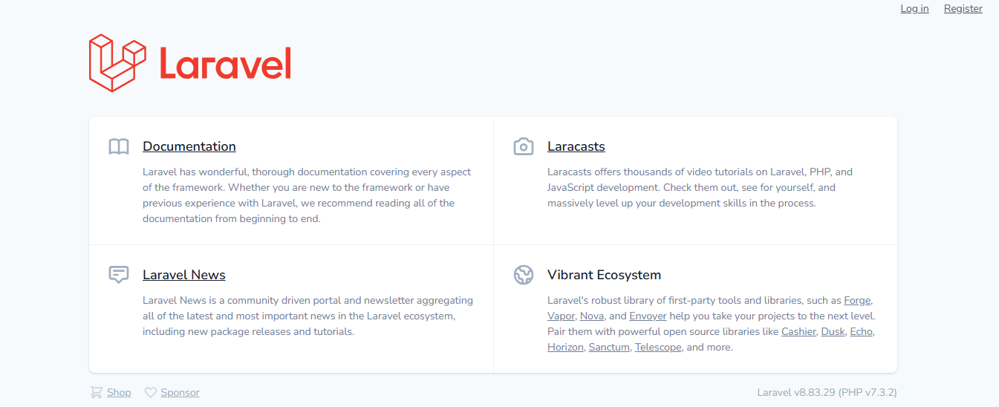 Log in Register
Laravel
Documentation
Laravel has wonderful, thorough documentation covering every aspect
of the framework. Whether you are new to the framework or have
previous experience with Laravel, we recommend reading all of the
documentation from beginning to end.
Laracasts
Laracasts offers thousands of video tutorials on Laravel, PHP, and
JavaScript development. Check them out, see for yourself, and
massively level up your development skills in the process.
Laravel News
Laravel News is a community driven portal and newsletter aggregating
all of the latest and most important news in the Laravel ecosystem,
including new package releases and tutorials.
Vibrant Ecosystem
Laravel's robust library of first-party tools and libraries, such as Forge,
Vapor, Nova, and Envoyer help you take your projects to the next level.
Pair them with powerful open source libraries like Cashier, Dusk, Echo,
Horizon, Sanctum, Telescope, and more.
Shop Sponsor
Laravel v8.83.29 (PHP v7.3.2)